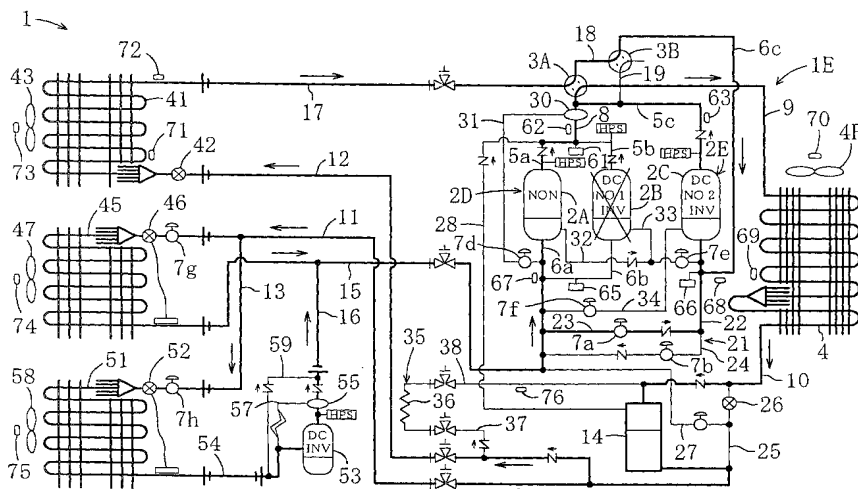 1
72
18
3A
3B
6c
1E
43
41
17
19
63
30
8
5c
9
70
4F
31
62
HPS
71
42
12
61
5b
5a
HPS
HPS
2E
73
2D
2C
46
NON
DC
NO 1
INV
DC
NO 2
INV
45
11
2A
2B
33
28
47
7g
32
7e
69
7d
6a
6b
13
15
67
65
66
68
74
7f
34
16
35
23
22
51
52
59
7a
21
4
58
55
38
24
7b
10
57
HPS
76
36
26
7h
37
14
DC
INV
27
75
54
53
25